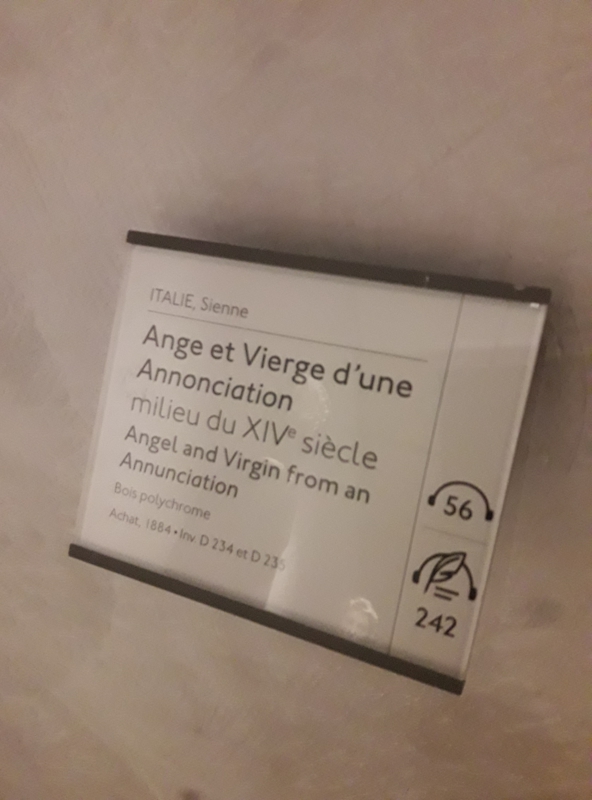 ITALIE, Sienne
Ange et Vierge d'une
Annonciation
milieu du XIVe siècle
Angel and Virgin from an
Annunciation
Bois polychrome
Achat, 1884 • Inv D 234 et D 235
56
242